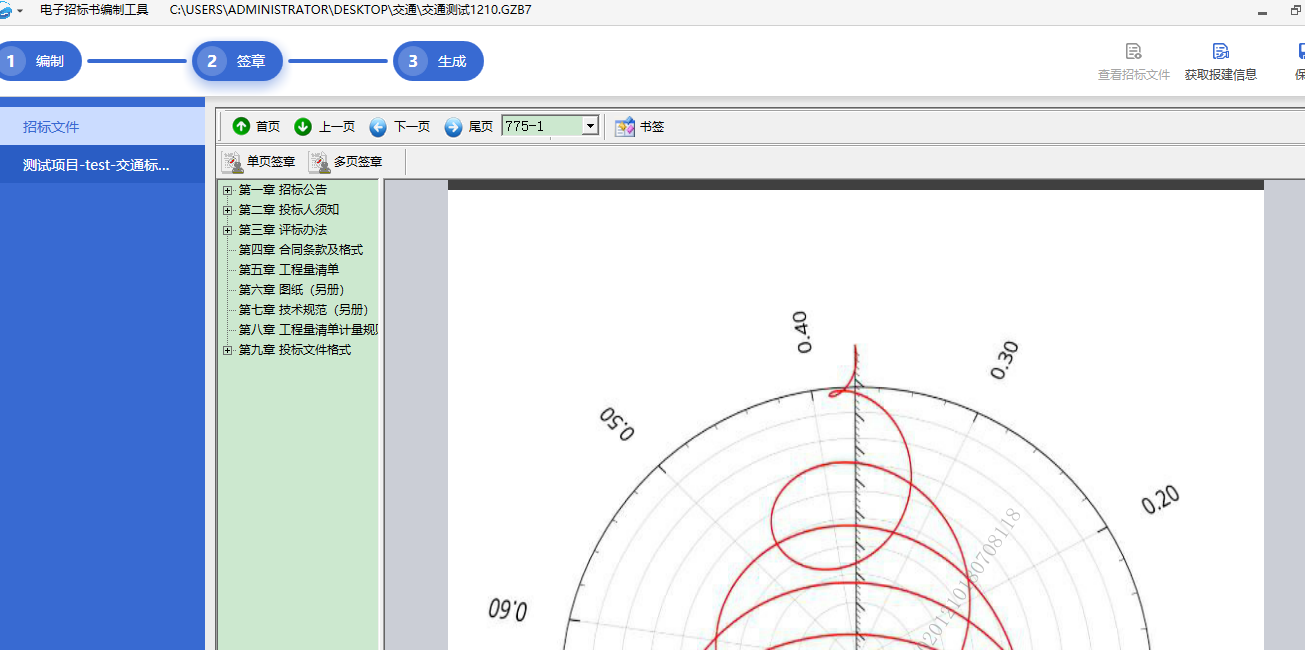 电子招标书编制工具 C:\USERS\ADMINISTRATOR\DESKTOP\交通\交通测试1210.GZB7
1 编制
2 签章
3 生成
查看招标文件
获取报建信息
招标文件
测试项目-test-交通标...
首页 上一页 下一页 尾页 775-1 书签
单页签章 多页签章
第一章 招标公告
第二章 投标人须知
第三章 评标办法
第四章 合同条款及格式
第五章 工程量清单
第六章 图纸（另册）
第七章 技术规范（另册）
第八章 工程量清单计量规
第九章 投标文件格式
0.40
0.30
0.50
0.20
0.60